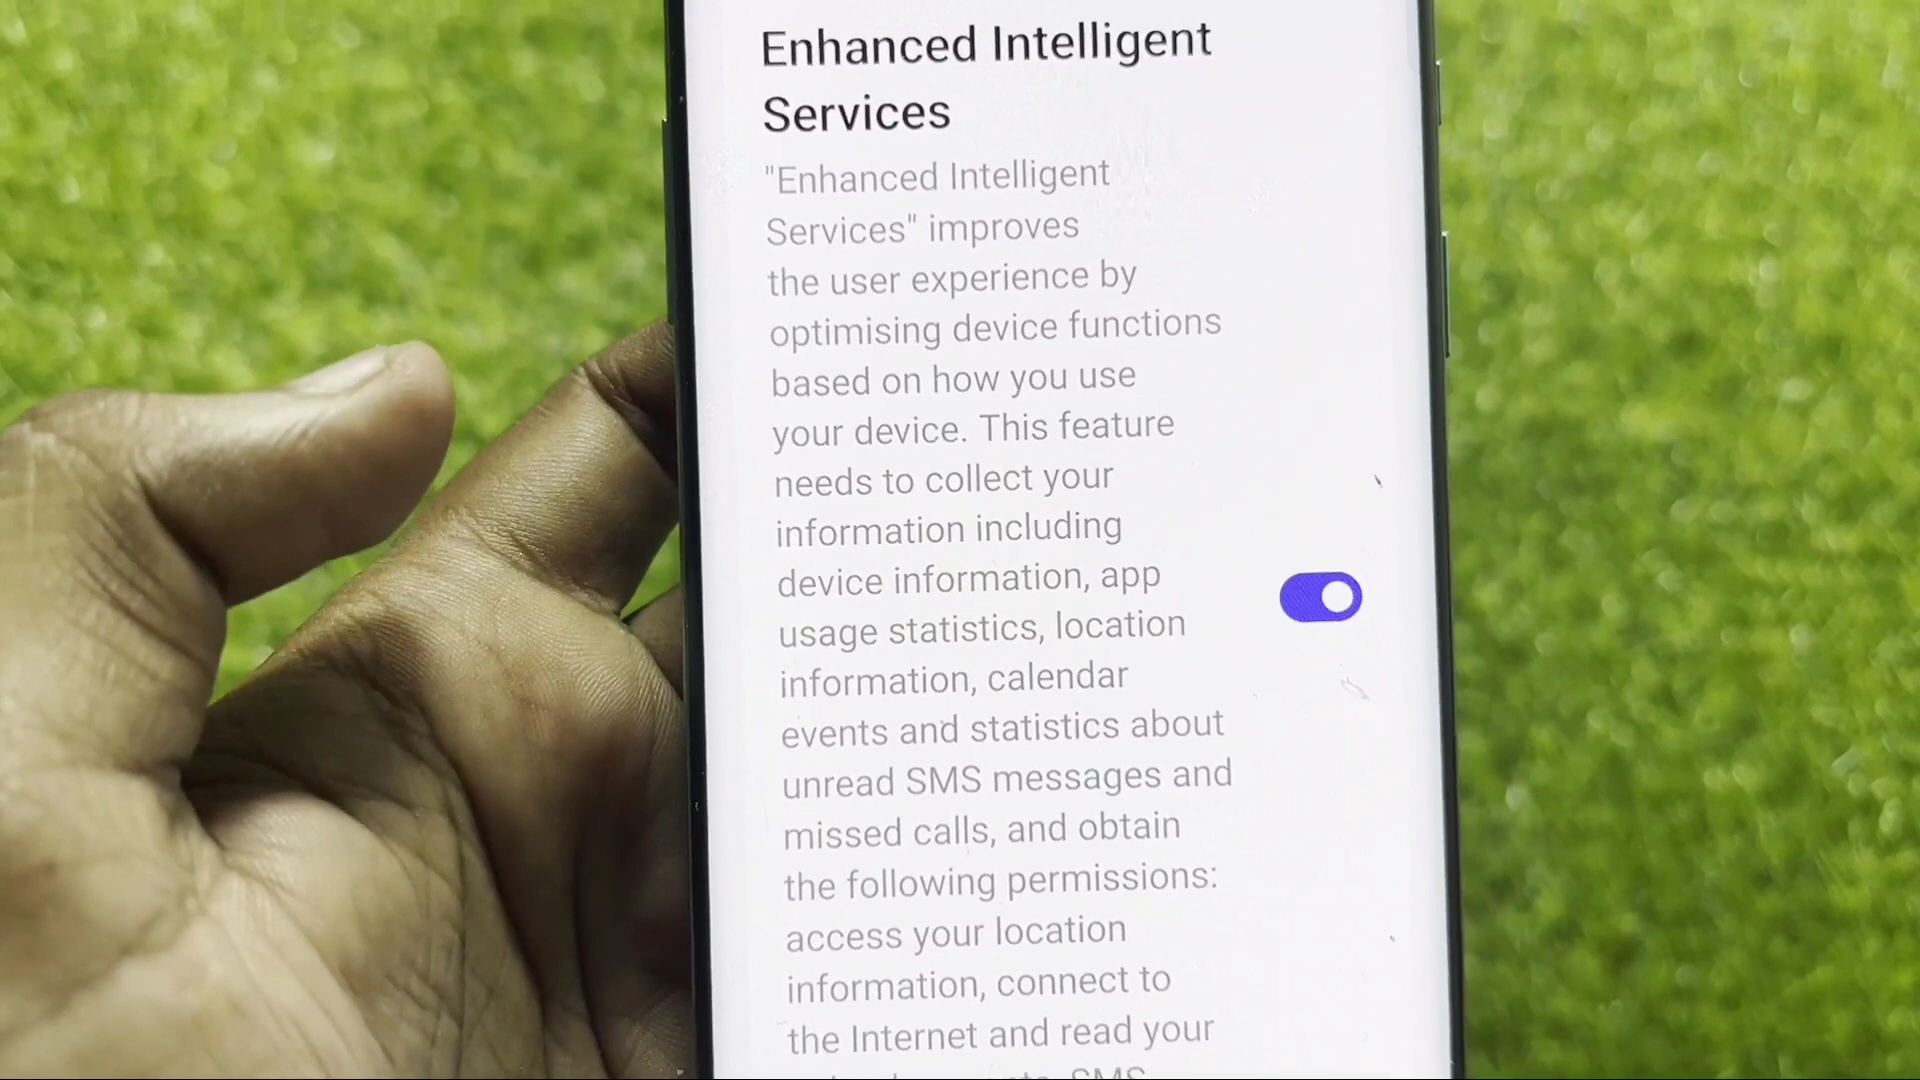 Enhanced Intelligent
Services
"Enhanced Intelligent
Services" improves
the user experience by
optimising device functions
based on how you use
your device. This feature
needs to collect your
information including
device information, app
usage statistics, location
information, calendar
events and statistics about
unread SMS messages and
missed calls, and obtain
the following permissions:
access your location
information, connect to
the Internet and read your
SMS